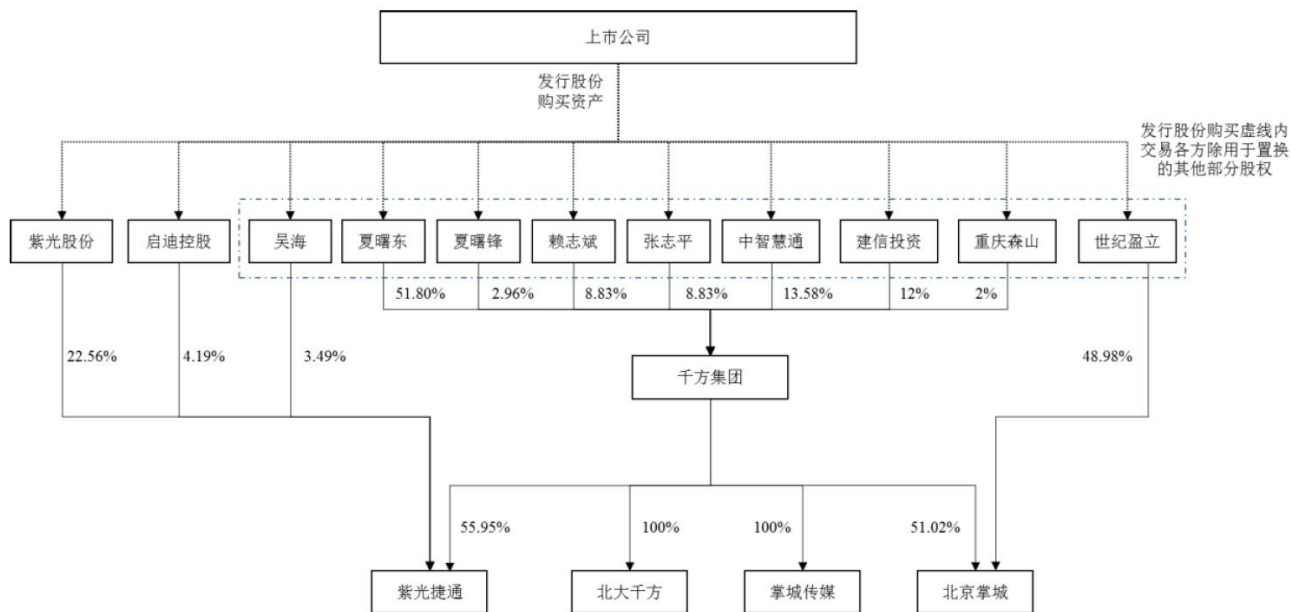 上市公司
发行股份
购买资产
发行股份购买虚线内
交易各方除用于置换
的其他部分股权
紫光股份
启迪控股
吴海
夏曙东
夏曙锋
赖志斌
张志平
中智慧通
建信投资
重庆森山
世纪盈立
51.80%
2.96%
8.83%
8.83%
13.58%
12%
2%
22.56%
4.19%
3.49%
48.98%
千方集团
55.95%
100%
100%
51.02%
紫光捷通
北大千方
掌城传媒
北京掌城